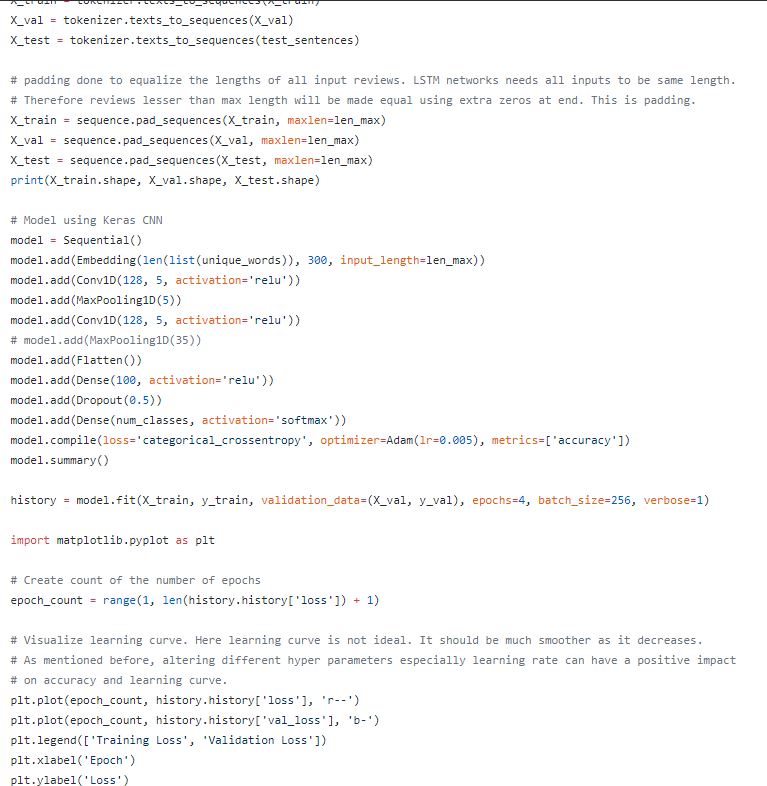 X_train = tokenizer.texts_to_sequences(X_train)
X_val = tokenizer.texts_to_sequences(X_val)
X_test = tokenizer.texts_to_sequences(test_sentences)
# padding done to equalize the lengths of all input reviews. LSTM networks needs all inputs to be same length.
# Therefore reviews lesser than max length will be made equal using extra zeros at end. This is padding.
X_train = sequence.pad_sequences(X_train, maxlen=len_max)
X_val = sequence.pad_sequences(X_val, maxlen=len_max)
X_test = sequence.pad_sequences(X_test, maxlen=len_max)
print(X_train.shape, X_val.shape, X_test.shape)
# Model using Keras CNN
model = Sequential()
model.add(Embedding(len(list(unique_words)), 300, input_length=len_max))
model.add(Conv1D(128, 5, activation='relu'))
model.add(MaxPooling1D(5))
model.add(Conv1D(128, 5, activation='relu'))
# model.add(MaxPooling1D(35))
model.add(Flatten())
model.add(Dense(100, activation='relu'))
model.add(Dropout(0.5))
model.add(Dense(num_classes, activation='softmax'))
model.compile(loss='categorical_crossentropy', optimizer=Adam(lr=0.005), metrics=['accuracy'])
model.summary()
history = model.fit(X_train, y_train, validation_data=(X_val, y_val), epochs=4, batch_size=256, verbose=1)
import matplotlib.pyplot as plt
# Create count of the number of epochs
epoch_count = range(1, len(history.history['loss']) + 1)
# Visualize learning curve. Here learning curve is not ideal. It should be much smoother as it decreases.
# As mentioned before, altering different hyper parameters especially learning rate can have a positive impact
# on accuracy and learning curve.
plt.plot(epoch_count, history.history['loss'], 'r--')
plt.plot(epoch_count, history.history['val_loss'], 'b-')
plt.legend(['Training Loss', 'Validation Loss'])
plt.xlabel('Epoch')
plt.ylabel('Loss')